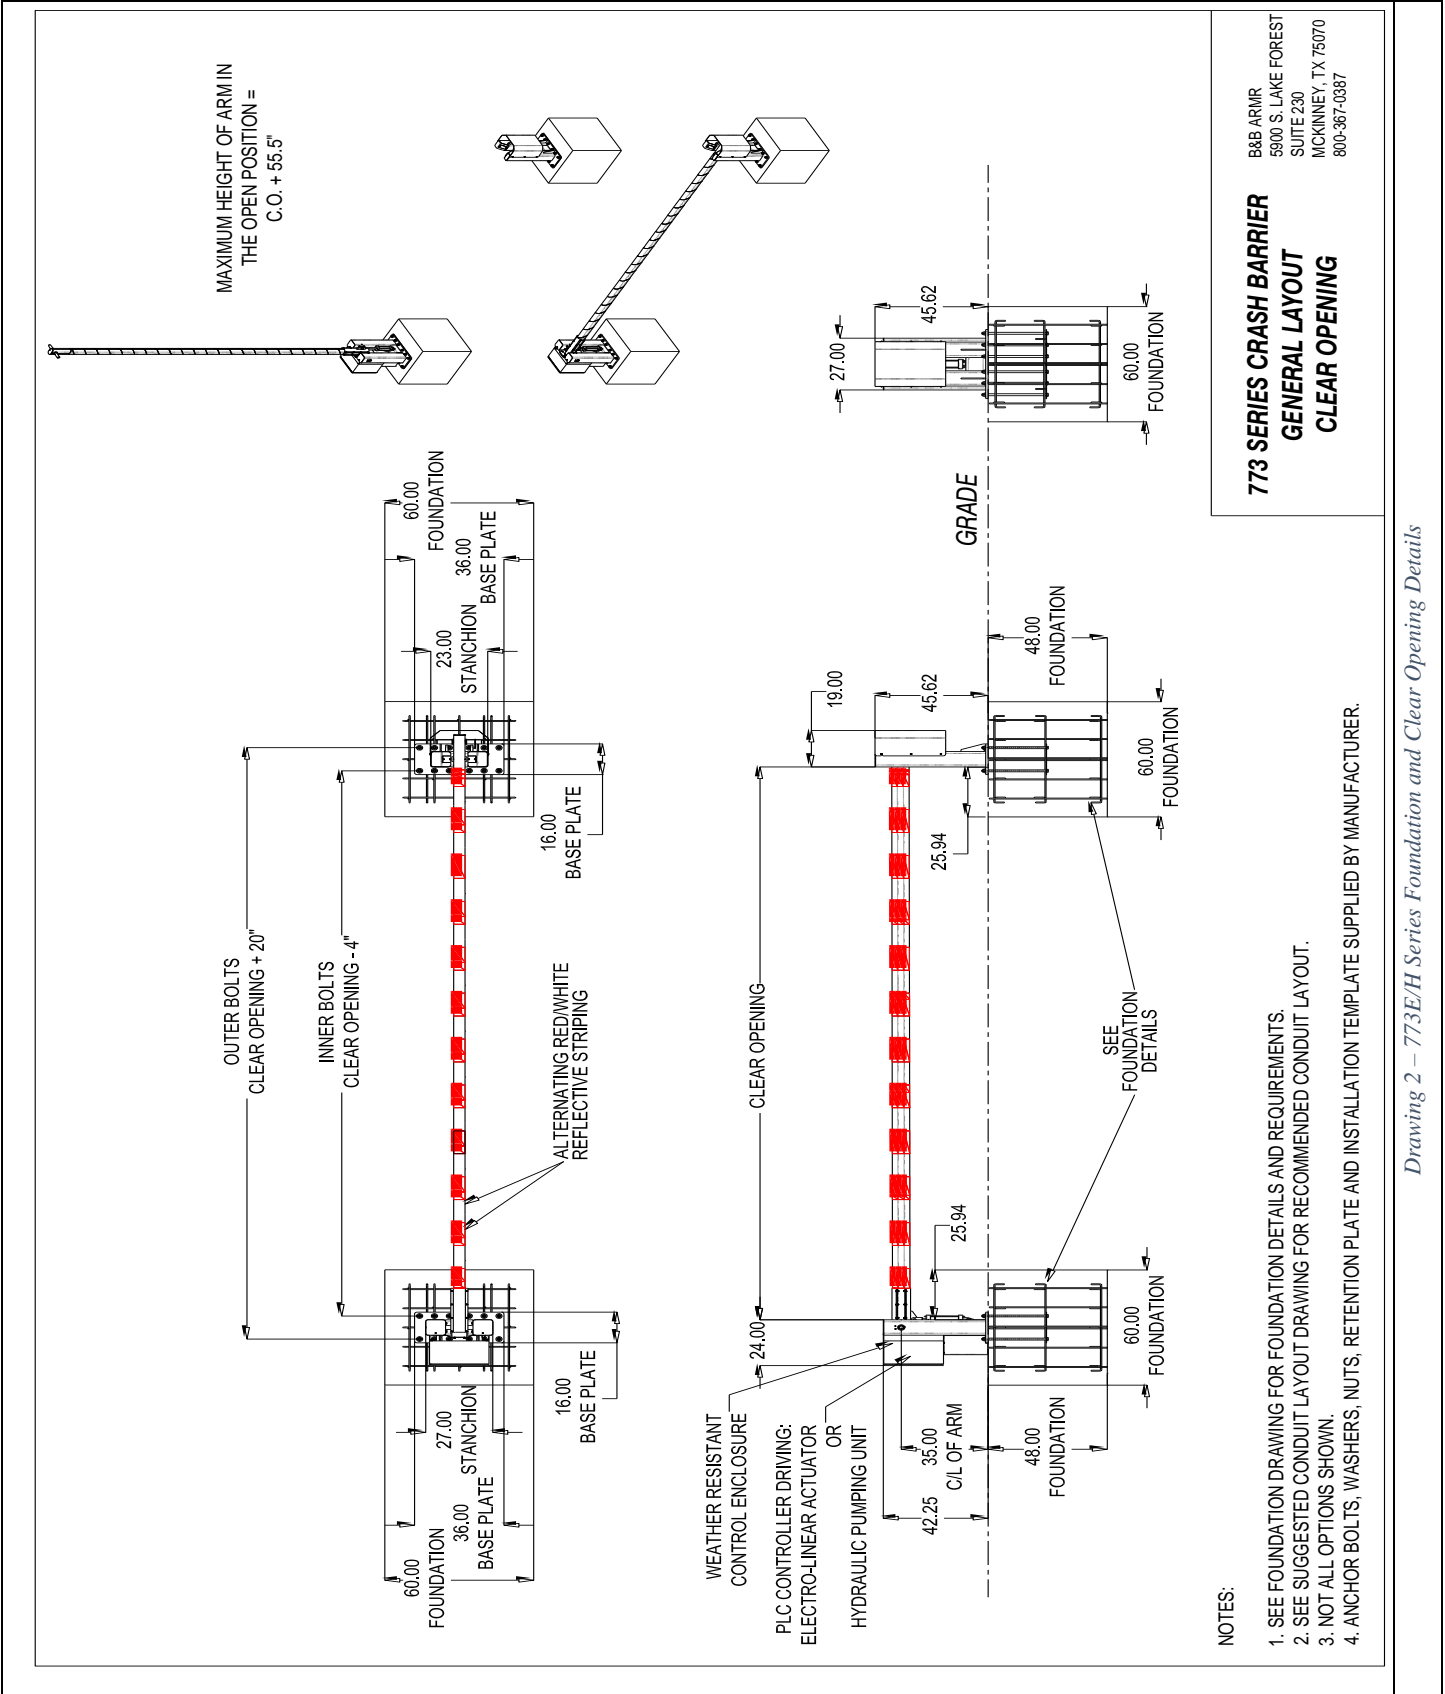 OUTER BOLTS
CLEAR OPENING + 20"
INNER BOLTS
CLEAR OPENING - 4"
MAXIMUM HEIGHT OF ARM IN
THE OPEN POSITION =
C.O. + 55.5"
60.00
FOUNDATION
36.00
BASE PLATE
27.00
STANCHION
16.00
BASE PLATE
ALTERNATING RED/WHITE
REFLECTIVE STRIPING
16.00
BASE PLATE
23.00
STANCHION
36.00
BASE PLATE
60.00
FOUNDATION
WEATHER RESISTANT
CONTROL ENCLOSURE
PLC CONTROLLER DRIVING:
ELECTRO-LINEAR ACTUATOR
OR
HYDRAULIC PUMPING UNIT
24.00
CLEAR OPENING
19.00
27.00
42.25
35.00
C/L OF ARM
25.94
25.94
45.62
45.62
GRADE
48.00
FOUNDATION
60.00
FOUNDATION
SEE
FOUNDATION
DETAILS
60.00
FOUNDATION
48.00
FOUNDATION
60.00
FOUNDATION
NOTES:
1. SEE FOUNDATION DRAWING FOR FOUNDATION DETAILS AND REQUIREMENTS.
2. SEE SUGGESTED CONDUIT LAYOUT DRAWING FOR RECOMMENDED CONDUIT LAYOUT.
3. NOT ALL OPTIONS SHOWN.
4. ANCHOR BOLTS, WASHERS, NUTS, RETENTION PLATE AND INSTALLATION TEMPLATE SUPPLIED BY MANUFACTURER.
773 SERIES CRASH BARRIER
GENERAL LAYOUT
CLEAR OPENING
B&B ARMR
5900 S. LAKE FOREST
SUITE 230
MCKINNEY, TX 75070
800-367-0387
Drawing 2 – 773E/H Series Foundation and Clear Opening Details